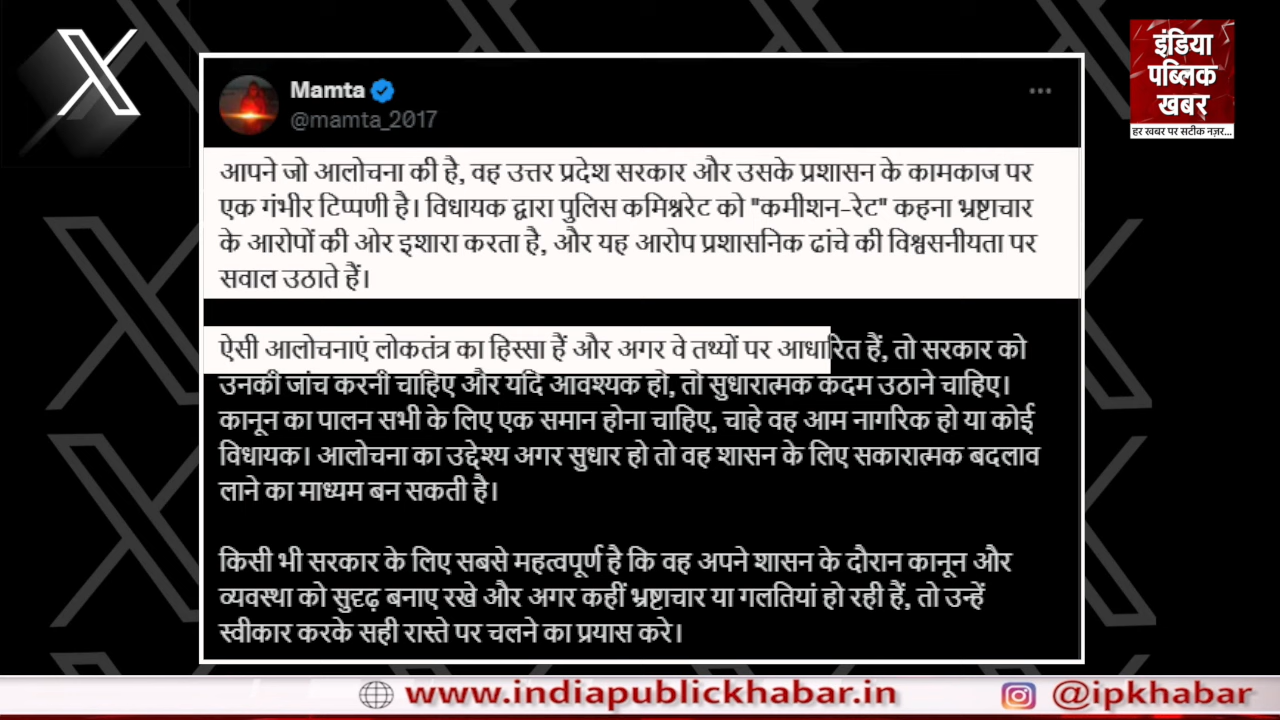 इंडिया
पब्लिक
खबर
हर खबर पर सटीक नज़र...
Mamta
@mamta_2017
आपने जो आलोचना की है, वह उत्तर प्रदेश सरकार और उसके प्रशासन के कामकाज पर
एक गंभीर टिप्पणी है। विधायक द्वारा पुलिस कमिश्नरेट को "कमीशन-रेट" कहना भ्रष्टाचार
के आरोपों की ओर इशारा करता है, और यह आरोप प्रशासनिक ढांचे की विश्वसनीयता पर
सवाल उठाते हैं।
ऐसी आलोचनाएं लोकतंत्र का हिस्सा हैं और अगर वे तथ्यों पर आधारित हैं, तो सरकार को
उनकी जांच करनी चाहिए और यदि आवश्यक हो, तो सुधारात्मक कदम उठाने चाहिए।
कानून का पालन सभी के लिए एक समान होना चाहिए, चाहे वह आम नागरिक हो या कोई
विधायक। आलोचना का उद्देश्य अगर सुधार हो तो वह शासन के लिए सकारात्मक बदलाव
लाने का माध्यम बन सकती है।
किसी भी सरकार के लिए सबसे महत्वपूर्ण है कि वह अपने शासन के दौरान कानून और
व्यवस्था को सुदृढ़ बनाए रखे और अगर कहीं भ्रष्टाचार या गलतियां हो रही हैं, तो उन्हें
स्वीकार करके सही रास्ते पर चलने का प्रयास करे।
www.indiapublickhabar.in
@ipkhabar